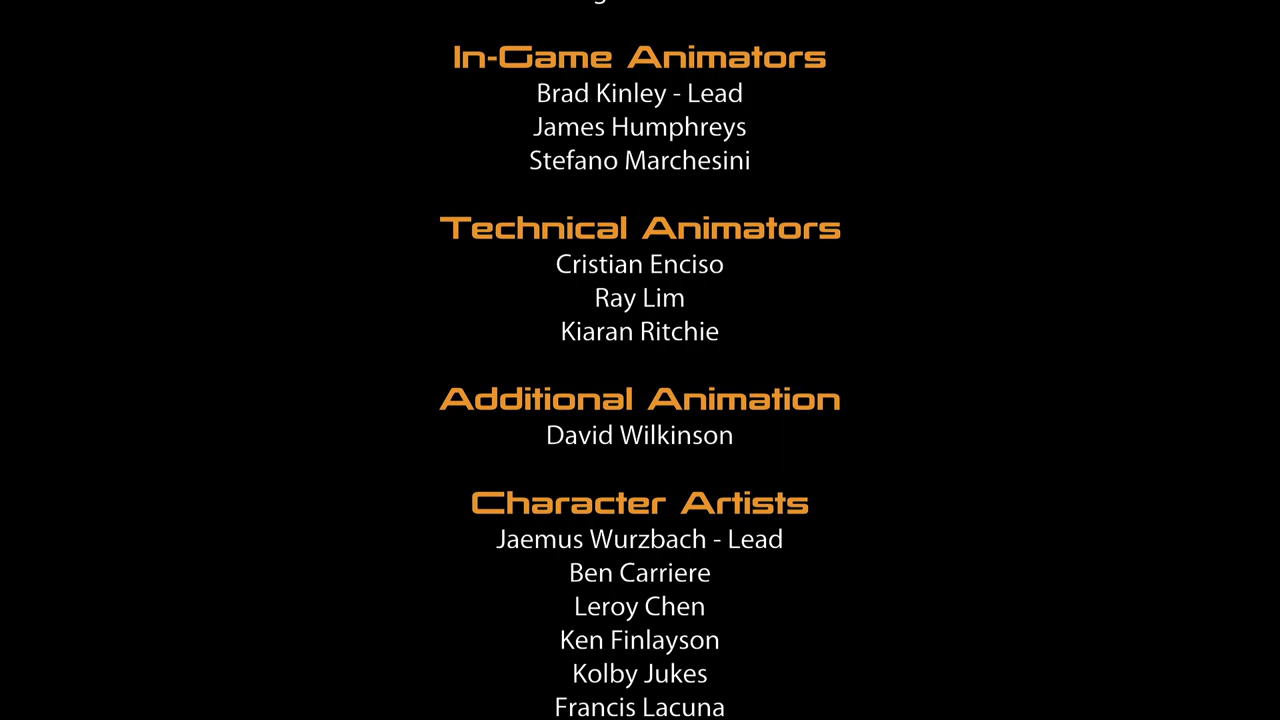 In-Game Animators
Brad Kinley - Lead
James Humphreys
Stefano Marchesini
Technical Animators
Cristian Enciso
Ray Lim
Kiaran Ritchie
Additional Animation
David Wilkinson
Character Artists
Jaemus Wurzbach - Lead
Ben Carriere
Leroy Chen
Ken Finlayson
Kolby Jukes
Francis Lacuna